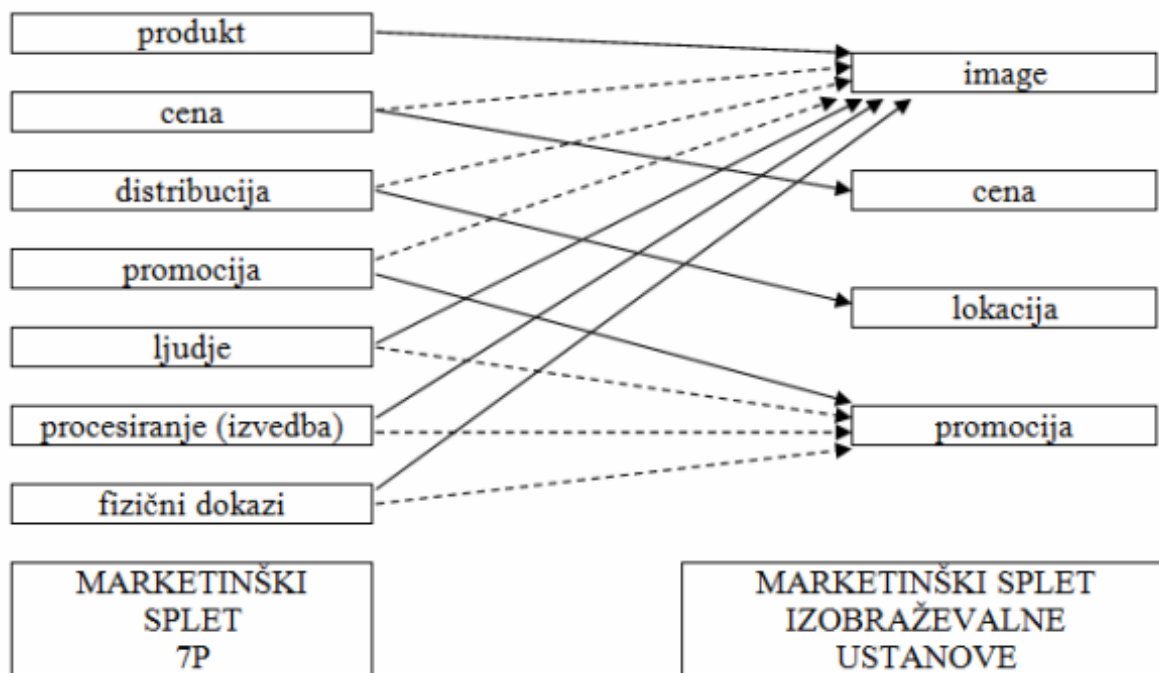 produkt
cena
distribucija
promocija
ljudje
procesiranje (izvedba)
fizični dokazi
MARKETINŠKI
SPLET
7P
image
cena
lokacija
promocija
MARKETINŠKI SPLET
IZOBRAŽEVALNE
USTANOVE